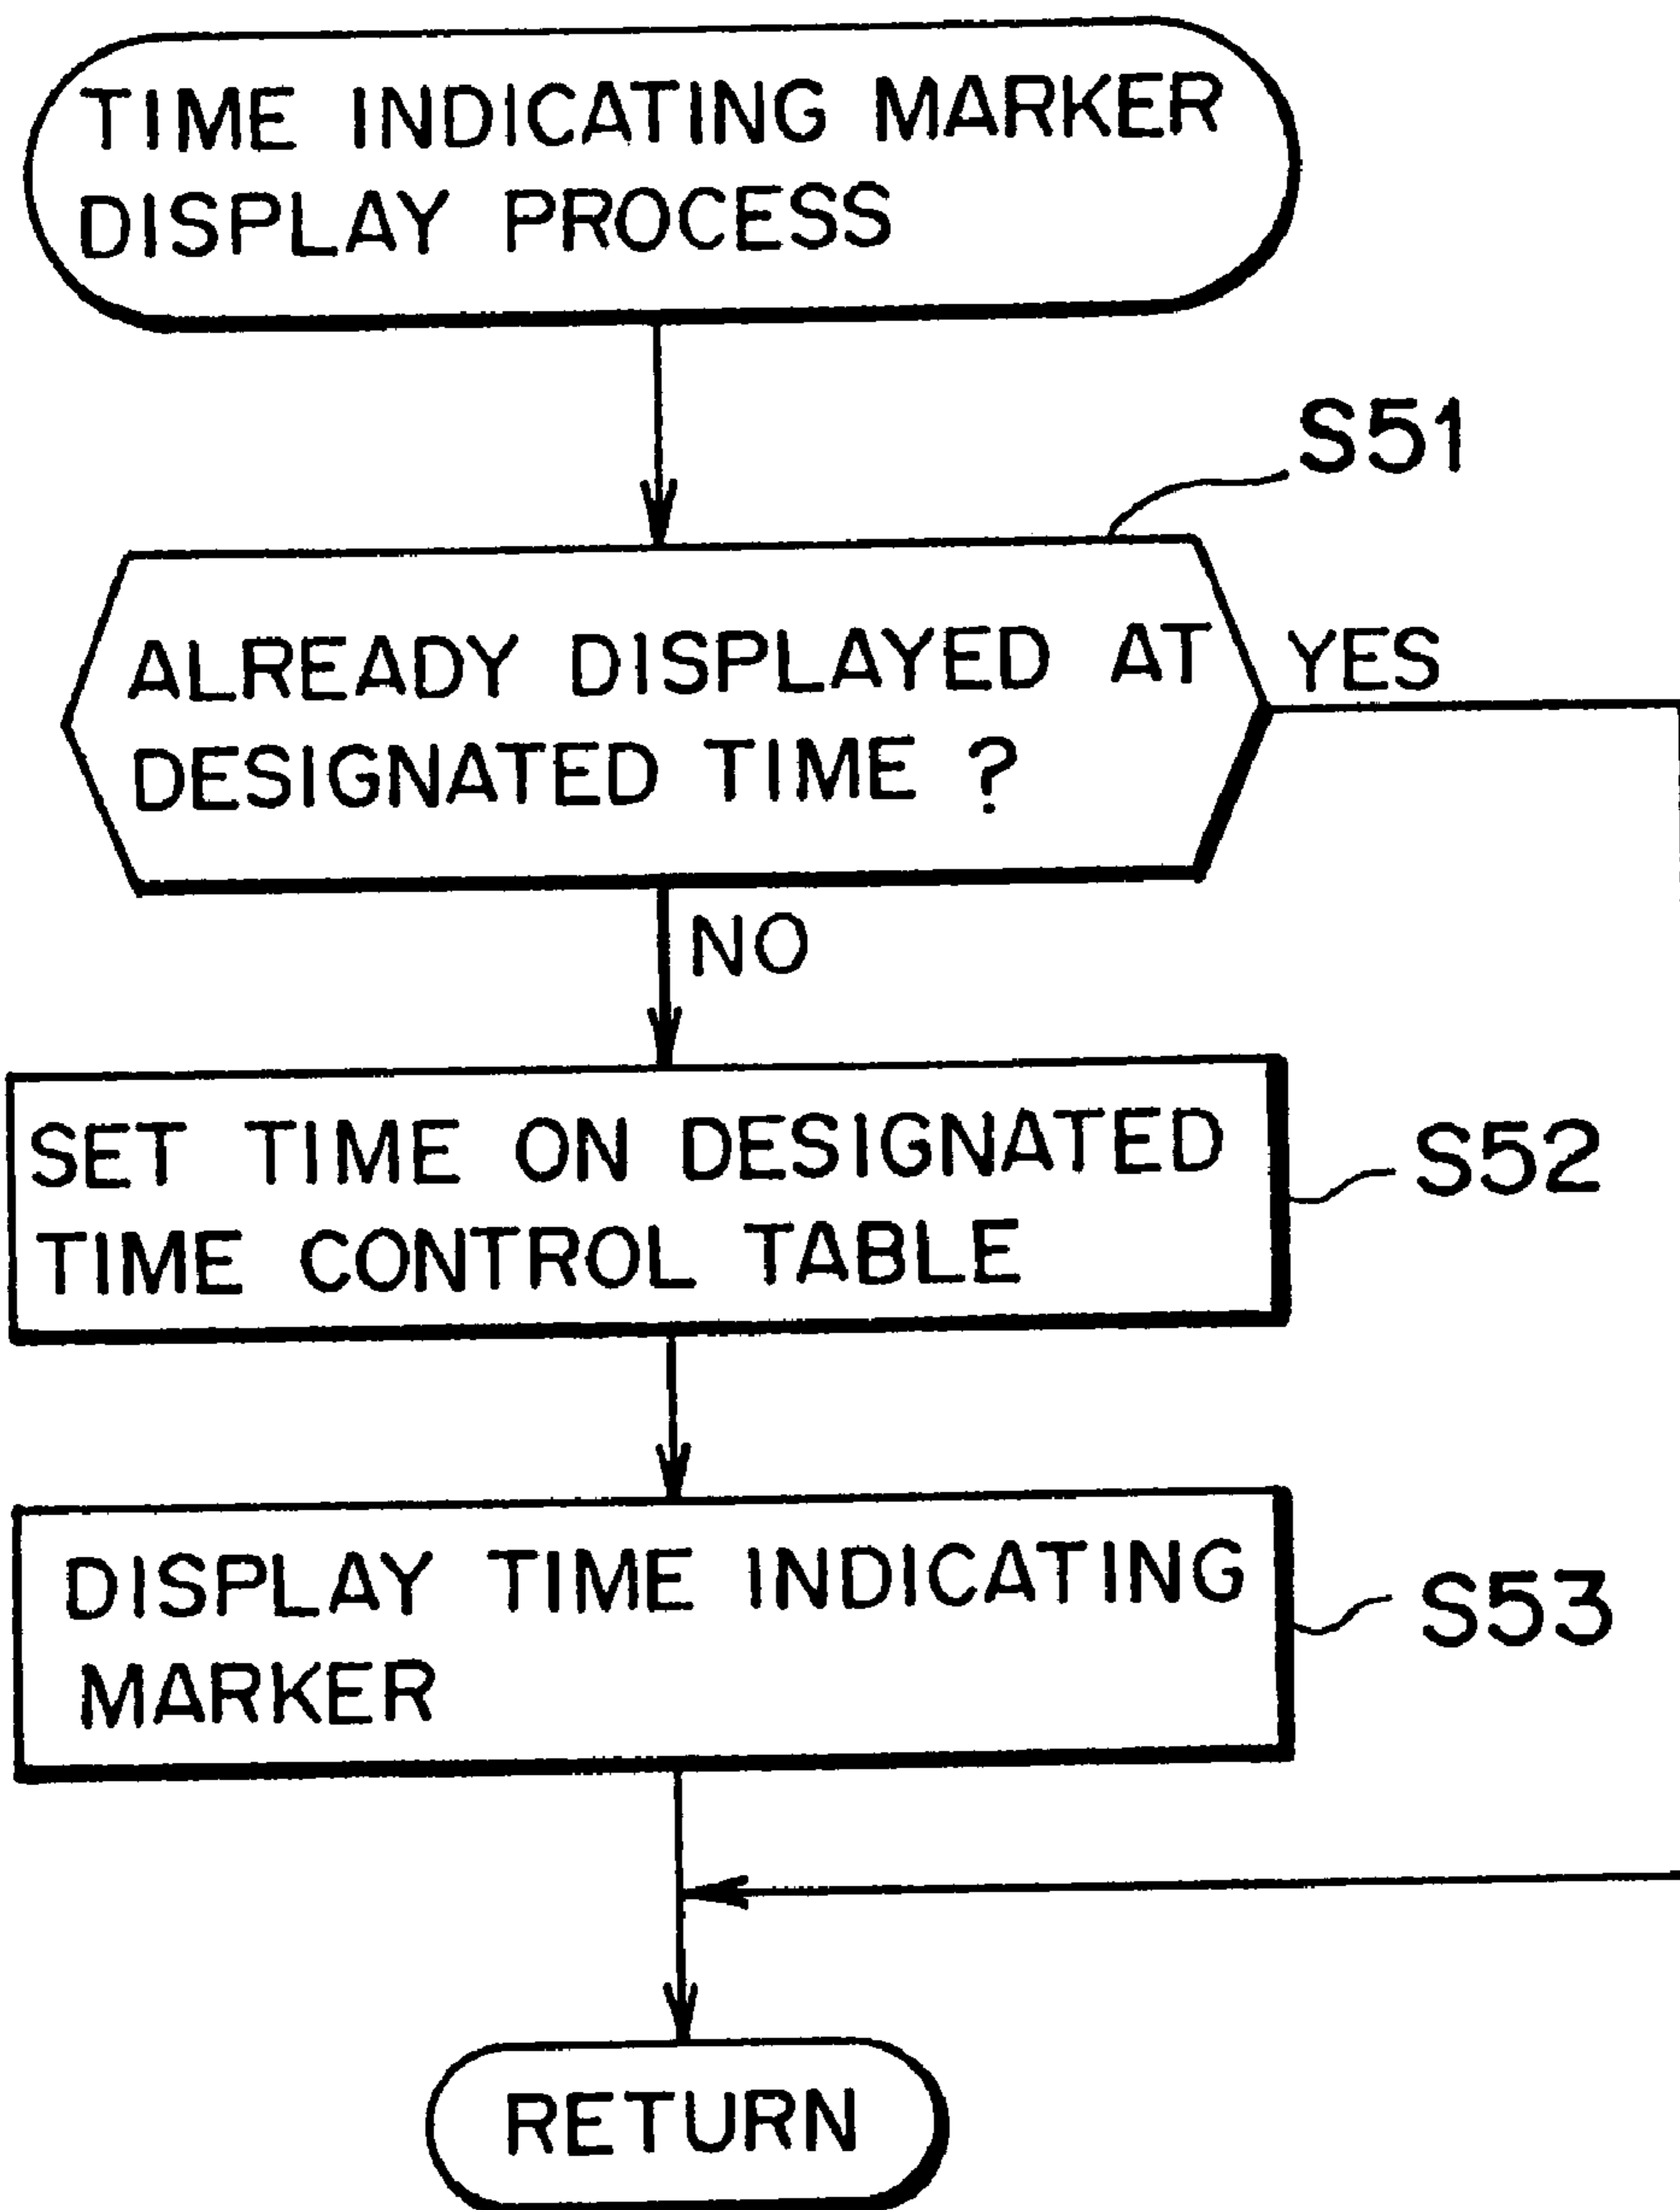 TIME INDICATING MARKER
DISPLAY PROCESS
S51
ALREADY DISPLAYED AT
DESIGNATED TIME ?
YES
NO
SET TIME ON DESIGNATED
TIME CONTROL TABLE
S52
DISPLAY TIME INDICATING
MARKER
S53
RETURN